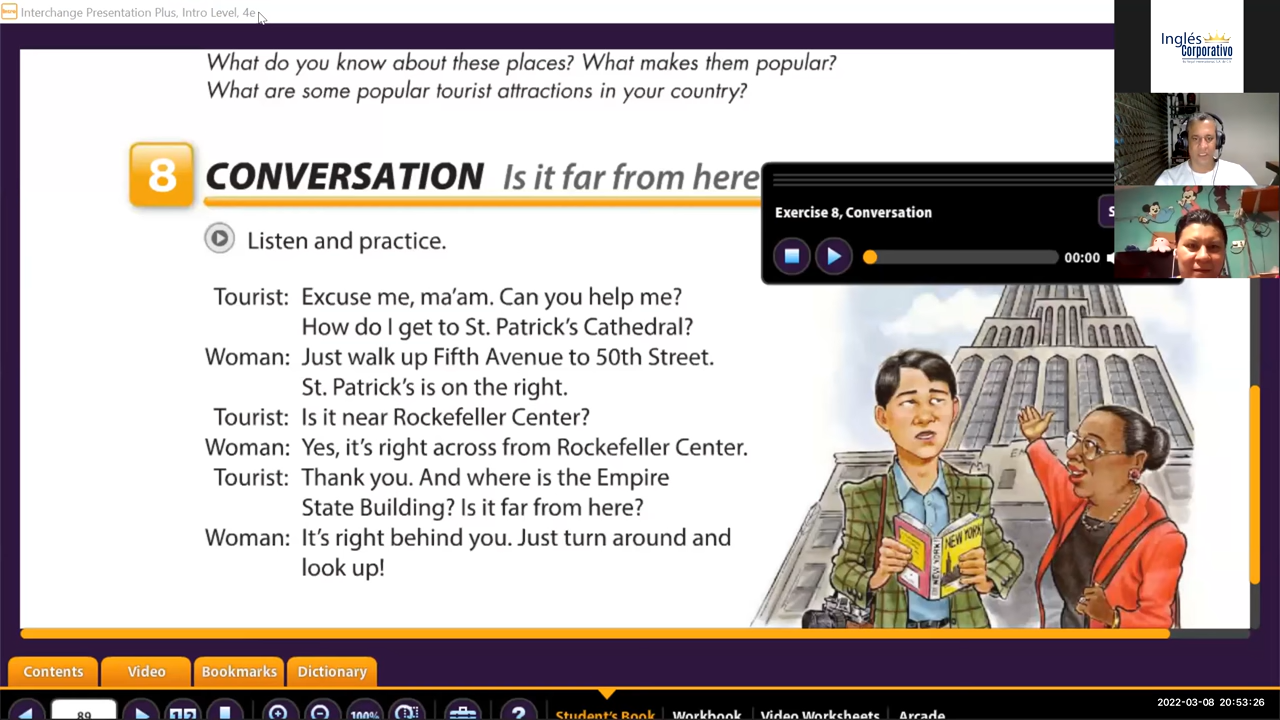 Interchange Presentation Plus, Intro Level, 4e
Inglés
Corporativo
What do you know about these places? What makes them popular?
What are some popular tourist attractions in your country?
8 CONVERSATION Is it far from here
Exercise 8, Conversation
S
00:00
Listen and practice.
Tourist: Excuse me, ma'am. Can you help me?
How do I get to St. Patrick's Cathedral?
Woman: Just walk up Fifth Avenue to 50th Street.
St. Patrick's is on the right.
Tourist: Is it near Rockefeller Center?
Woman: Yes, it's right across from Rockefeller Center.
Tourist: Thank you. And where is the Empire
State Building? Is it far from here?
Woman: It's right behind you. Just turn around and
look up!
NEW YORK
NEW YORK
Contents Video Bookmarks Dictionary
89
100%
?
Student's Book Workbook Video Worksheets Arcade
2022-03-08 20:53:26